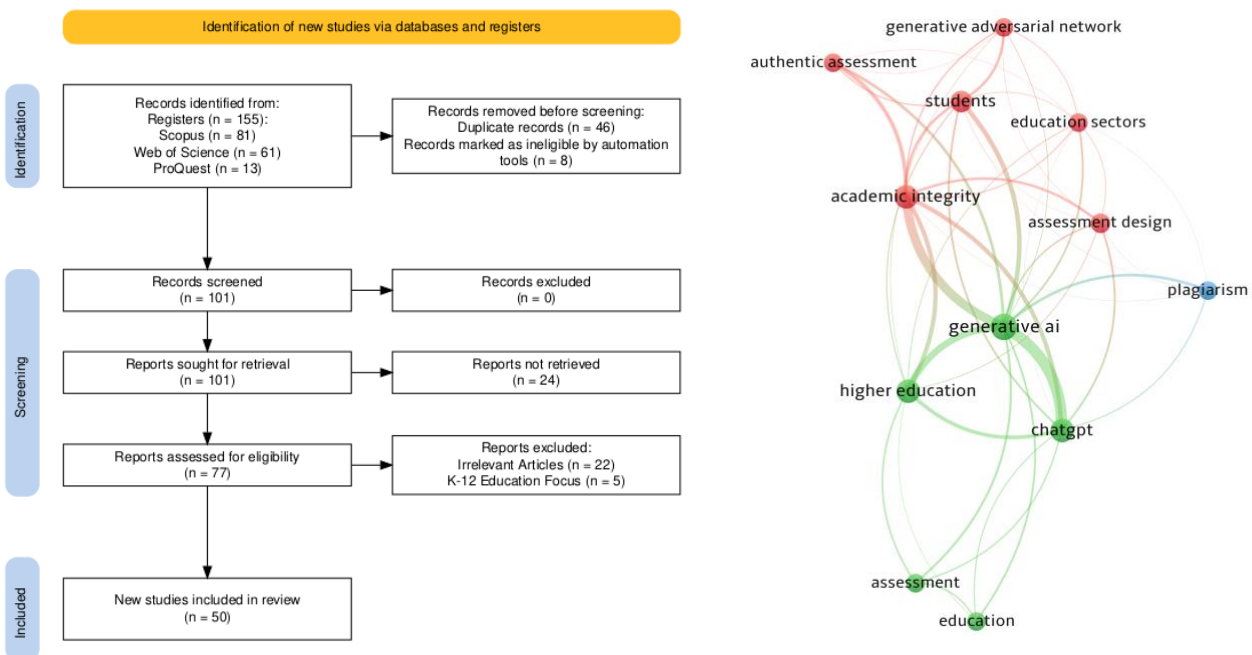 Identification of new studies via databases and registers
Identification
Records identified from:
Registers (n = 155):
Scopus (n = 81)
Web of Science (n = 61)
ProQuest (n = 13)
Records removed before screening:
Duplicate records (n = 46)
Records marked as ineligible by automation
tools (n = 8)
Screening
Records screened
(n = 101)
Records excluded
(n = 0)
Reports sought for retrieval
(n = 101)
Reports not retrieved
(n = 24)
Reports assessed for eligibility
(n = 77)
Reports excluded:
Irrelevant Articles (n = 22)
K-12 Education Focus (n = 5)
Included
New studies included in review
(n = 50)
generative adversarial network
authentic assessment
students
education sectors
academic integrity
assessment design
plagiarism
generative ai
higher education
chatgpt
assessment
education